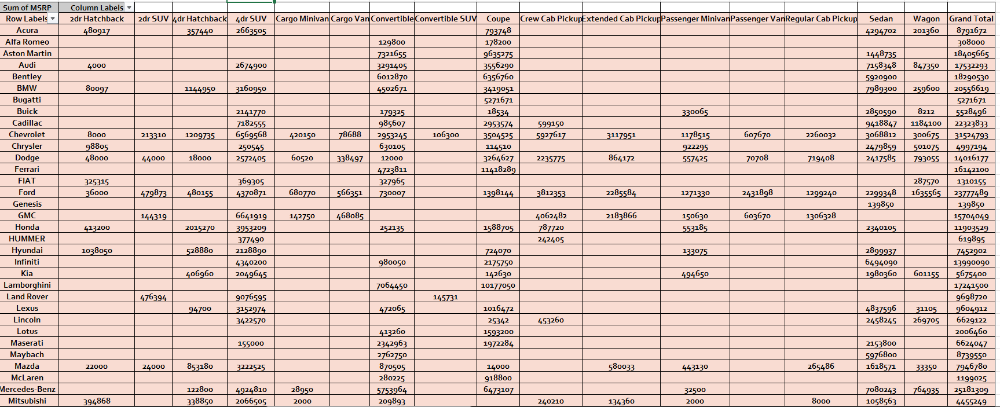 Sum of MSRP Column Labels
Row Labels 2dr Hatchback 2dr SUV 4dr Hatchback 4dr SUV Cargo Minivan Cargo Van Convertible Convertible SUV Coupe Crew Cab Pickup Extended Cab Pickup Passenger Minivan Passenger Van Regular Cab Pickup Sedan Wagon Grand Total
Acura 480917 357440 2663505 793748 4294702 201360 8791672
Alfa Romeo 129800 178200 308000
Aston Martin 7321655 9635275 1448735 18405665
Audi 4000 2674900 3291405 3556290 7158348 847350 17532293
Bentley 6012870 6356760 5920900 18290530
BMW 80097 1144950 3160950 4502671 3419051 7989300 259600 20556619
Bugatti 5271671 5271671
Buick 2141770 179325 18534 330065 2850590 8212 5528496
Cadillac 7182555 985607 2953574 599150 9418847 1184100 22323833
Chevrolet 8000 213310 1209735 6569568 420150 78688 2953245 106300 3504525 5927617 3117951 1178515 607670 2260032 3068812 300675 31524793
Chrysler 98805 250545 630105 114510 922295 2479859 501075 4997194
Dodge 48000 44000 18000 2572405 60520 338497 12000 3264627 2235775 864172 557425 70708 719408 2417585 793055 14016177
Ferrari 4723811 11418289 16142100
FIAT 325315 369305 327965 287570 1310155
Ford 36000 479873 480155 4370871 680770 566351 730007 1398144 3812353 2285584 1271330 2431898 1299240 2299348 1635565 23777489
Genesis 139850 139850
GMC 144319 6641919 142750 468085 4062482 2183866 150630 603670 1306328 15704049
Honda 413200 2015270 3953209 252135 1588705 787720 553185 2340105 11903529
HUMMER 377490 242405 619895
Hyundai 1038050 528880 2128890 724070 133075 2899937 7452902
Infiniti 4340200 980050 2175750 6494090 13990090
Kia 406960 2049645 142630 494650 1980360 601155 5675400
Lamborghini 7064450 10177050 17241500
Land Rover 476394 9076595 145731 9698720
Lexus 94700 3152974 472065 1016472 4837596 31105 9604912
Lincoln 3422570 25342 453260 2458245 269705 6629122
Lotus 413260 1593200 2006460
Maserati 155000 2342963 1972284 2153800 6624047
Maybach 2762750 5976800 8739550
Mazda 22000 24000 853180 3222525 870505 14000 580033 443130 265486 1618571 33350 7946780
McLaren 280225 918800 1199025
Mercedes-Benz 122800 4924810 28950 5753964 6473107 32500 7080243 764935 25181309
Mitsubishi 394868 338850 2066505 2000 209893 240210 134360 2000 8000 1058563 4455249